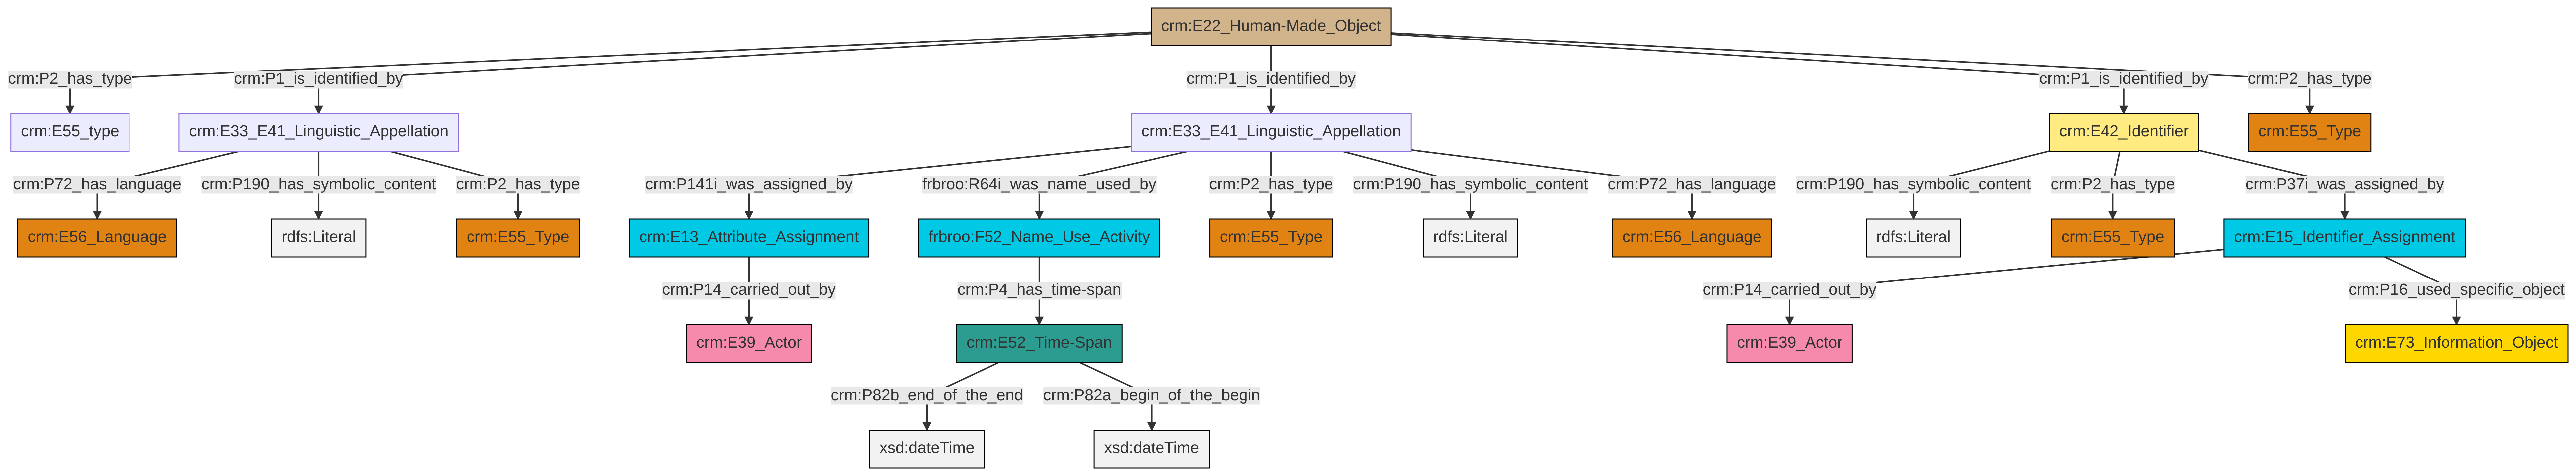 crm:E22_Human-Made_Object
crm:P2_has_type
crm:P1_is_identified_by
crm:P1_is_identified_by
crm:P1_is_identified_by
crm:P2_has_type
crm:E55_type
crm:E33_E41_Linguistic_Appellation
crm:E33_E41_Linguistic_Appellation
crm:E42_Identifier
crm:E55_Type
crm:P72_has_language
crm:P190_has_symbolic_content
crm:P2_has_type
crm:P141i_was_assigned_by
frbroo:R64i_was_name_used_by
crm:P2_has_type
crm:P190_has_symbolic_content
crm:P72_has_language
crm:P190_has_symbolic_content
crm:P2_has_type
crm:P37i_was_assigned_by
crm:E56_Language
rdfs:Literal
crm:E55_Type
crm:E13_Attribute_Assignment
frbroo:F52_Name_Use_Activity
crm:E55_Type
rdfs:Literal
crm:E56_Language
rdfs:Literal
crm:E55_Type
crm:E15_Identifier_Assignment
crm:P14_carried_out_by
crm:P4_has_time-span
crm:P14_carried_out_by
crm:P16_used_specific_object
crm:E39_Actor
crm:E52_Time-Span
crm:E39_Actor
crm:E73_Information_Object
crm:P82b_end_of_the_end
crm:P82a_begin_of_the_begin
xsd:dateTime
xsd:dateTime